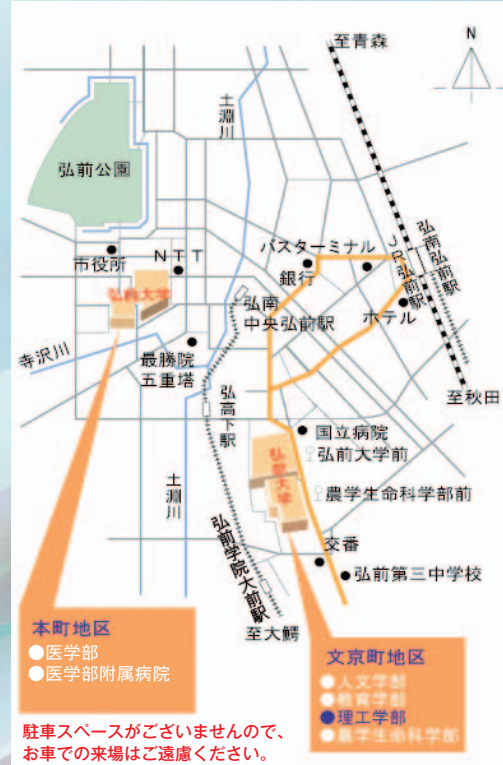 至青森
N
土淵川
弘前公園
弘南弘前駅
JR弘前駅
バスターミナル
銀行
NTT
市役所
弘前大学
弘南
中央弘前駅
ホテル
寺沢川
最勝院
五重塔
至秋田
弘高下駅
国立病院
弘前大学前
弘前大学
土淵川
農学生命科学部前
弘前学院大前駅
交番
弘前第三中学校
至大鰐
本町地区
●医学部
●医学部附属病院
文京町地区
●人文学部
●教育学部
●理工学部
●農学生命科学部
駐車スペースがございませんので、
お車での来場はご遠慮ください。